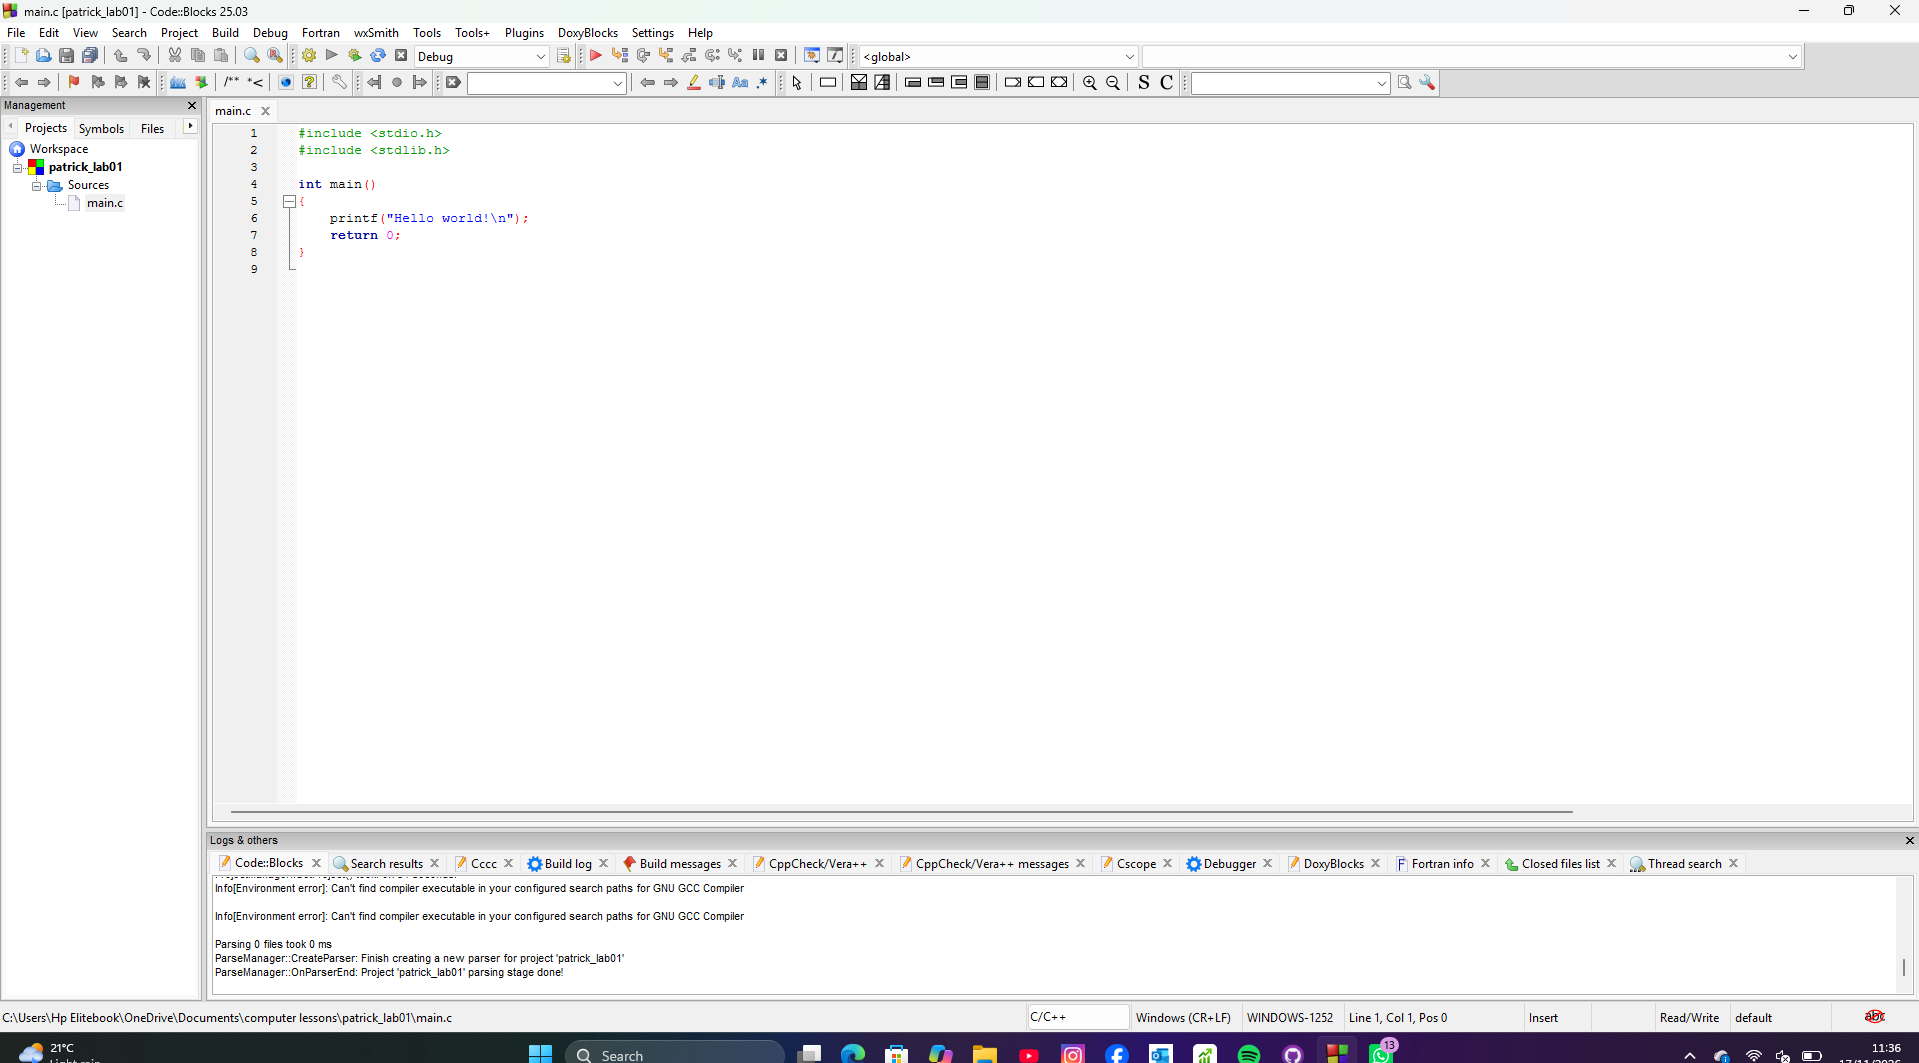 main.c [patrick_lab01] - Code::Blocks 25.03
File Edit View Search Project Build Debug Fortran wxSmith Tools Tools+ Plugins DoxyBlocks Settings Help
Debug
<global>
/** *<
Aa .*
S C
Management
Projects Symbols Files
Workspace
patrick_lab01
Sources
main.c
main.c
1 #include <stdio.h>
2 #include <stdlib.h>
3
4 int main()
5 {
6 printf("Hello world!\n");
7 return 0;
8 }
9
Logs & others
Code::Blocks Search results Cccc Build log Build messages CppCheck/Vera++ CppCheck/Vera++ messages Cscope Debugger DoxyBlocks Fortran info Closed files list Thread search
Info[Environment error]: Can't find compiler executable in your configured search paths for GNU GCC Compiler
Info[Environment error]: Can't find compiler executable in your configured search paths for GNU GCC Compiler
Parsing 0 files took 0 ms
ParseManager::CreateParser: Finish creating a new parser for project 'patrick_lab01'
ParseManager::OnParserEnd: Project 'patrick_lab01' parsing stage done!
C:\Users\Hp Elitebook\OneDrive\Documents\computer lessons\patrick_lab01\main.c C/C++ Windows (CR+LF) WINDOWS-1252 Line 1, Col 1, Pos 0 Insert Read/Write default abc
21°C
Search
13
11:36